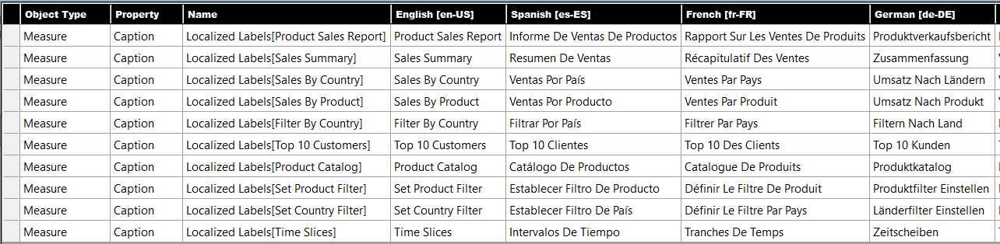 Object Type Property Name English [en-US] Spanish [es-ES] French [fr-FR] German [de-DE]
Measure Caption Localized Labels[Product Sales Report] Product Sales Report Informe De Ventas De Productos Rapport Sur Les Ventes De Produits Produktverkaufsbericht
Measure Caption Localized Labels[Sales Summary] Sales Summary Resumen De Ventas Récapitulatif Des Ventes Zusammenfassung
Measure Caption Localized Labels[Sales By Country] Sales By Country Ventas Por País Ventes Par Pays Umsatz Nach Ländern
Measure Caption Localized Labels[Sales By Product] Sales By Product Ventas Por Producto Ventes Par Produit Umsatz Nach Produkt
Measure Caption Localized Labels[Filter By Country] Filter By Country Filtrar Por País Filtrer Par Pays Filtern Nach Land
Measure Caption Localized Labels[Top 10 Customers] Top 10 Customers Top 10 Clientes Top 10 Des Clients Top 10 Kunden
Measure Caption Localized Labels[Product Catalog] Product Catalog Catálogo De Productos Catalogue De Produits Produktkatalog
Measure Caption Localized Labels[Set Product Filter] Set Product Filter Establecer Filtro De Producto Définir Le Filtre De Produit Produktfilter Einstellen
Measure Caption Localized Labels[Set Country Filter] Set Country Filter Establecer Filtro De País Définir Le Filtre Par Pays Länderfilter Einstellen
Measure Caption Localized Labels[Time Slices] Time Slices Intervalos De Tiempo Tranches De Temps Zeitscheiben